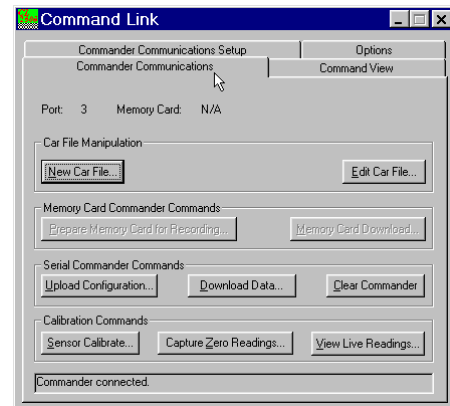 Command Link
Commander Communications Setup Options
Commander Communications Command View
Port: 3 Memory Card: N/A
Car File Manipulation
New Car File... Edit Car File...
Memory Card Commander Commands
Prepare Memory Card for Recording... Memory Card Download...
Serial Commander Commands
Upload Configuration... Download Data... Clear Commander
Calibration Commands
Sensor Calibrate... Capture Zero Readings... View Live Readings...
Commander connected.